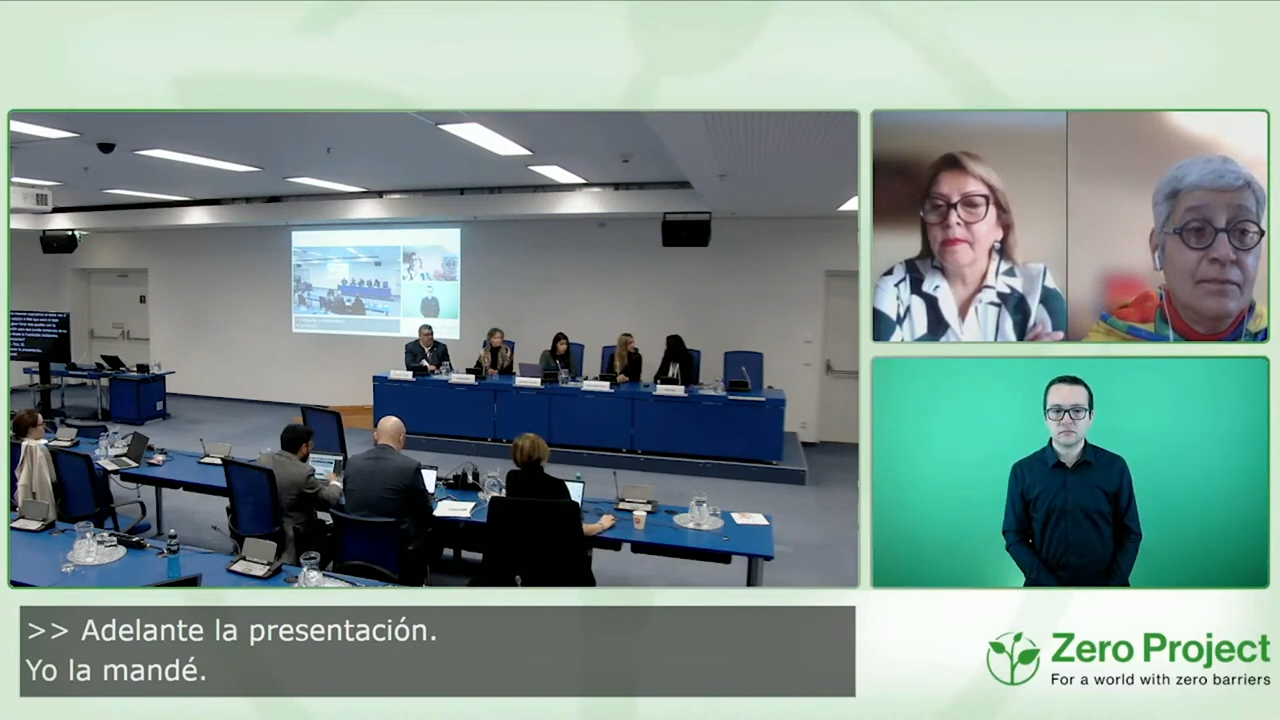 >> Adelante la presentación.
Yo la mandé.
Zero Project
For a world with zero barriers